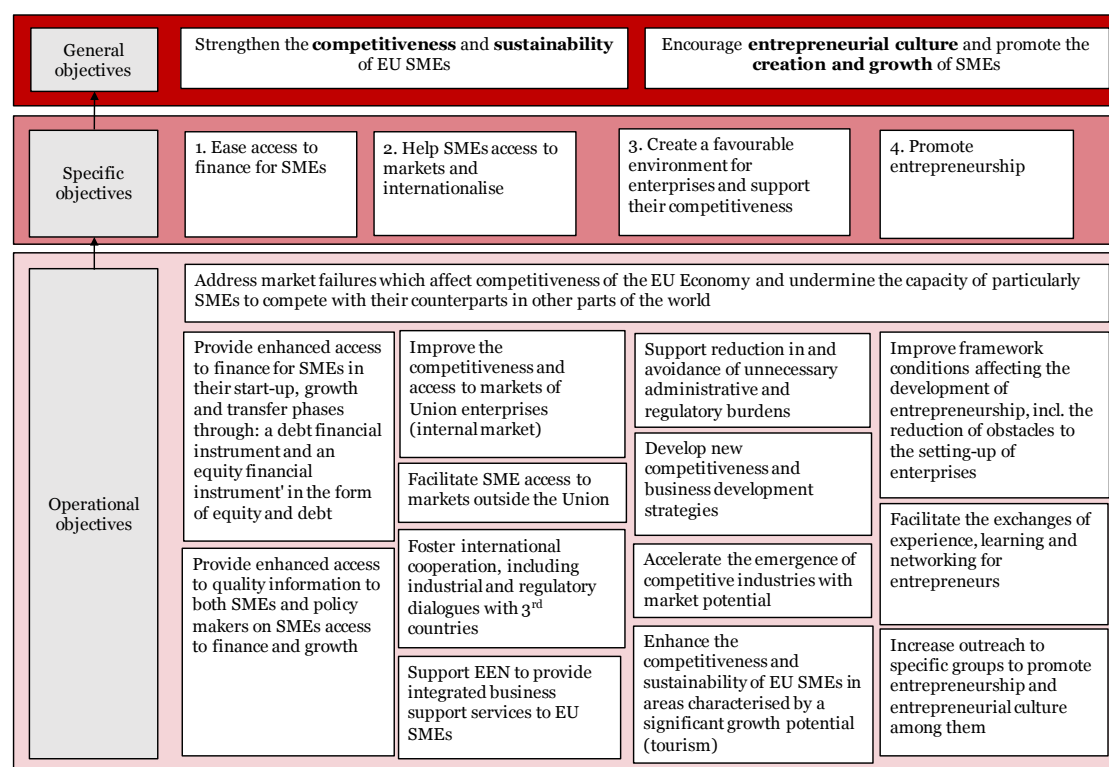 General
objectives
Strengthen the competitiveness and sustainability
of EU SMEs
Encourage entrepreneurial culture and promote the
creation and growth of SMEs
Specific
objectives
1. Ease access to
finance for SMEs
2. Help SMEs access to
markets and
internationalise
3. Create a favourable
environment for
enterprises and support
their competitiveness
4. Promote
entrepreneurship
Operational
objectives
Address market failures which affect competitiveness of the EU Economy and undermine the capacity of particularly
SMEs to compete with their counterparts in other parts of the world
Provide enhanced access
to finance for SMEs in
their start-up, growth
and transfer phases
through: a debt financial
instrument and an
equity financial
instrument' in the form
of equity and debt
Provide enhanced access
to quality information to
both SMEs and policy
makers on SMEs access
to finance and growth
Improve the
competitiveness and
access to markets of
Union enterprises
(internal market)
Facilitate SME access to
markets outside the Union
Foster international
cooperation, including
industrial and regulatory
dialogues with 3rd
countries
Support EEN to provide
integrated business
support services to EU
SMEs
Support reduction in and
avoidance of unnecessary
administrative and
regulatory burdens
Develop new
competitiveness and
business development
strategies
Accelerate the emergence of
competitive industries with
market potential
Enhance the
competitiveness and
sustainability of EU SMEs in
areas characterised by a
significant growth potential
(tourism)
Improve framework
conditions affecting the
development of
entrepreneurship, incl. the
reduction of obstacles to
the setting-up of
enterprises
Facilitate the exchanges of
experience, learning and
networking for
entrepreneurs
Increase outreach to
specific groups to promote
entrepreneurship and
entrepreneurial culture
among them